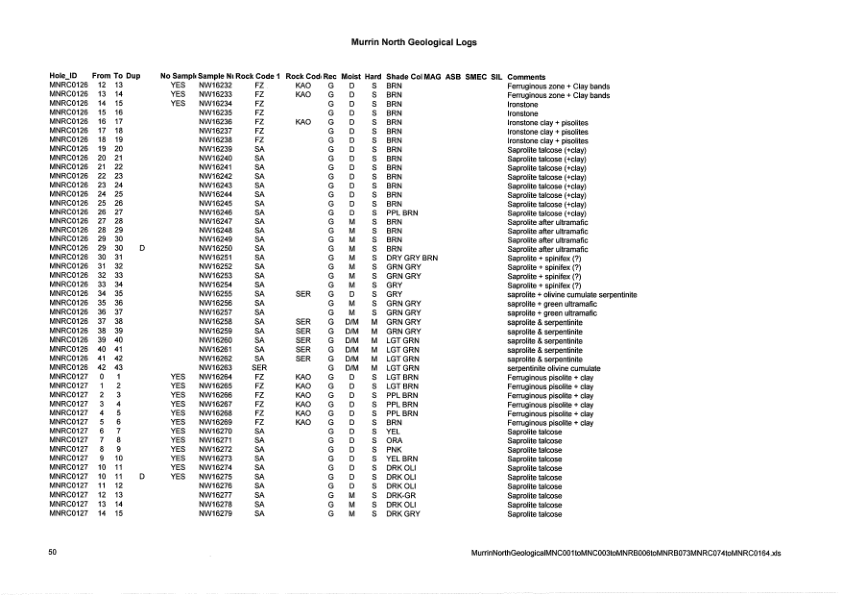 Murrin North Geological Logs
Hole_ID From To Dup No Sampl Sample Nu Rock Code 1 Rock Cod Rec Moist Hard Shade Col MAG ASB SMEC SIL Comments
MNRC0126 12 13 YES NW16232 FZ KAO G D S BRN Ferruginous zone + Clay bands
MNRC0126 13 14 YES NW16233 FZ KAO G D S BRN Ferruginous zone + Clay bands
MNRC0126 14 15 YES NW16234 FZ G D S BRN Ironstone
MNRC0126 15 16 NW16235 FZ G D S BRN Ironstone
MNRC0126 16 17 NW16236 FZ KAO G D S BRN Ironstone clay + pisolites
MNRC0126 17 18 NW16237 FZ G D S BRN Ironstone clay + pisolites
MNRC0126 18 19 NW16238 FZ G D S BRN Ironstone clay + pisolites
MNRC0126 19 20 NW16239 SA G D S BRN Saprolite talcose (+clay)
MNRC0126 20 21 NW16240 SA G D S BRN Saprolite talcose (+clay)
MNRC0126 21 22 NW16241 SA G D S BRN Saprolite talcose (+clay)
MNRC0126 22 23 NW16242 SA G D S BRN Saprolite talcose (+clay)
MNRC0126 23 24 NW16243 SA G D S BRN Saprolite talcose (+clay)
MNRC0126 24 25 NW16244 SA G D S BRN Saprolite talcose (+clay)
MNRC0126 25 26 NW16245 SA G D S BRN Saprolite talcose (+clay)
MNRC0126 26 27 NW16246 SA G D S PPL BRN Saprolite talcose (+clay)
MNRC0126 27 28 NW16247 SA G M S BRN Saprolite after ultramafic
MNRC0126 28 29 NW16248 SA G M S BRN Saprolite after ultramafic
MNRC0126 29 30 NW16249 SA G M S BRN Saprolite after ultramafic
MNRC0126 29 30 D NW16250 SA G M S BRN Saprolite after ultramafic
MNRC0126 30 31 NW16251 SA G M S DRY GRY BRN Saprolite + spinifex (?)
MNRC0126 31 32 NW16252 SA G M S GRN GRY Saprolite + spinifex (?)
MNRC0126 32 33 NW16253 SA G M S GRN GRY Saprolite + spinifex (?)
MNRC0126 33 34 NW16254 SA G M S GRY Saprolite + spinifex (?)
MNRC0126 34 35 NW16255 SA SER G D S GRY saprolite + olivine cumulate serpentinite
MNRC0126 35 36 NW16256 SA G M S GRN GRY saprolite + green ultramafic
MNRC0126 36 37 NW16257 SA G M S GRN GRY saprolite + green ultramafic
MNRC0126 37 38 NW16258 SA SER G D/M M GRN GRY saprolite & serpentinite
MNRC0126 38 39 NW16259 SA SER G D/M M GRN GRY saprolite & serpentinite
MNRC0126 39 40 NW16260 SA SER G D/M M LGT GRN saprolite & serpentinite
MNRC0126 40 41 NW16261 SA SER G D/M M LGT GRN saprolite & serpentinite
MNRC0126 41 42 NW16262 SA SER G D/M M LGT GRN saprolite & serpentinite
MNRC0126 42 43 NW16263 SER G D/M M LGT GRN serpentinite olivine cumulate
MNRC0127 0 1 YES NW16264 FZ KAO G D S LGT BRN Ferruginous pisolite + clay
MNRC0127 1 2 YES NW16265 FZ KAO G D S LGT BRN Ferruginous pisolite + clay
MNRC0127 2 3 YES NW16266 FZ KAO G D S PPL BRN Ferruginous pisolite + clay
MNRC0127 3 4 YES NW16267 FZ KAO G D S PPL BRN Ferruginous pisolite + clay
MNRC0127 4 5 YES NW16268 FZ KAO G D S PPL BRN Ferruginous pisolite + clay
MNRC0127 5 6 YES NW16269 FZ KAO G D S BRN Ferruginous pisolite + clay
MNRC0127 6 7 YES NW16270 SA G D S YEL Saprolite talcose
MNRC0127 7 8 YES NW16271 SA G D S ORA Saprolite talcose
MNRC0127 8 9 YES NW16272 SA G D S PNK Saprolite talcose
MNRC0127 9 10 YES NW16273 SA G D S YEL BRN Saprolite talcose
MNRC0127 10 11 YES NW16274 SA G D S DRK OLI Saprolite talcose
MNRC0127 10 11 D YES NW16275 SA G D S DRK OLI Saprolite talcose
MNRC0127 11 12 NW16276 SA G D S DRK OLI Saprolite talcose
MNRC0127 12 13 NW16277 SA G M S DRK-GR Saprolite talcose
MNRC0127 13 14 NW16278 SA G M S DRK OLI Saprolite talcose
MNRC0127 14 15 NW16279 SA G M S DRK GRY Saprolite talcose
50 MurrinNorthGeologicalMNC001toMNC003toMNRB006toMNRB073MNRC074toMNRC0164.xls